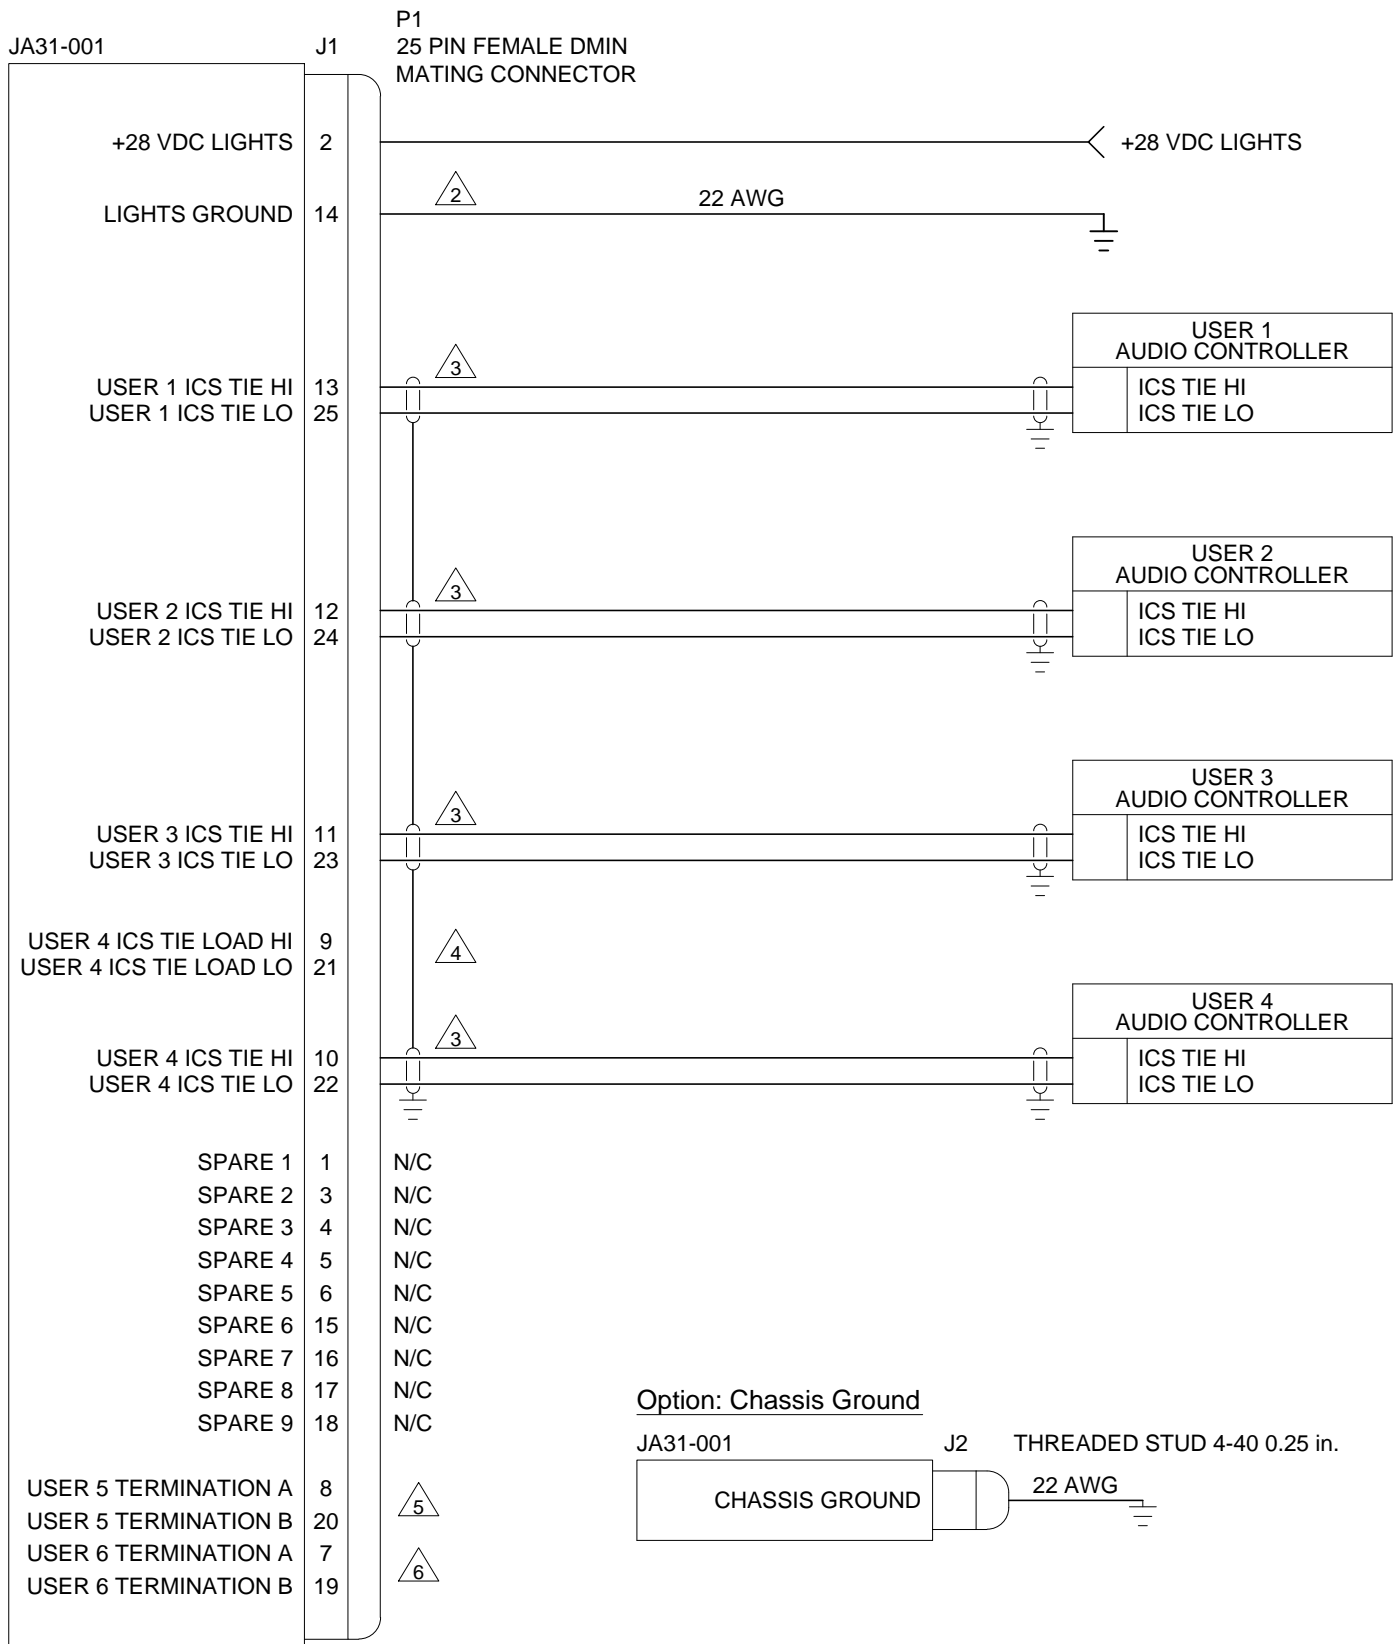 P1
JA31-001 J1 25 PIN FEMALE DMIN
MATING CONNECTOR
+28 VDC LIGHTS 2 +28 VDC LIGHTS
2
LIGHTS GROUND 14 22 AWG
USER 1
AUDIO CONTROLLER
3
USER 1 ICS TIE HI 13 ICS TIE HI
USER 1 ICS TIE LO 25 ICS TIE LO
USER 2
AUDIO CONTROLLER
3
USER 2 ICS TIE HI 12 ICS TIE HI
USER 2 ICS TIE LO 24 ICS TIE LO
USER 3
AUDIO CONTROLLER
3
USER 3 ICS TIE HI 11 ICS TIE HI
USER 3 ICS TIE LO 23 ICS TIE LO
USER 4 ICS TIE LOAD HI 9
4
USER 4 ICS TIE LOAD LO 21
USER 4
AUDIO CONTROLLER
3
USER 4 ICS TIE HI 10 ICS TIE HI
USER 4 ICS TIE LO 22 ICS TIE LO
SPARE 1 1 N/C
SPARE 2 3 N/C
SPARE 3 4 N/C
SPARE 4 5 N/C
SPARE 5 6 N/C
SPARE 6 15 N/C
SPARE 7 16 N/C
SPARE 8 17 N/C
SPARE 9 18 N/C
Option: Chassis Ground
JA31-001 J2 THREADED STUD 4-40 0.25 in.
CHASSIS GROUND 22 AWG
USER 5 TERMINATION A 8
5
USER 5 TERMINATION B 20
USER 6 TERMINATION A 7
6
USER 6 TERMINATION B 19